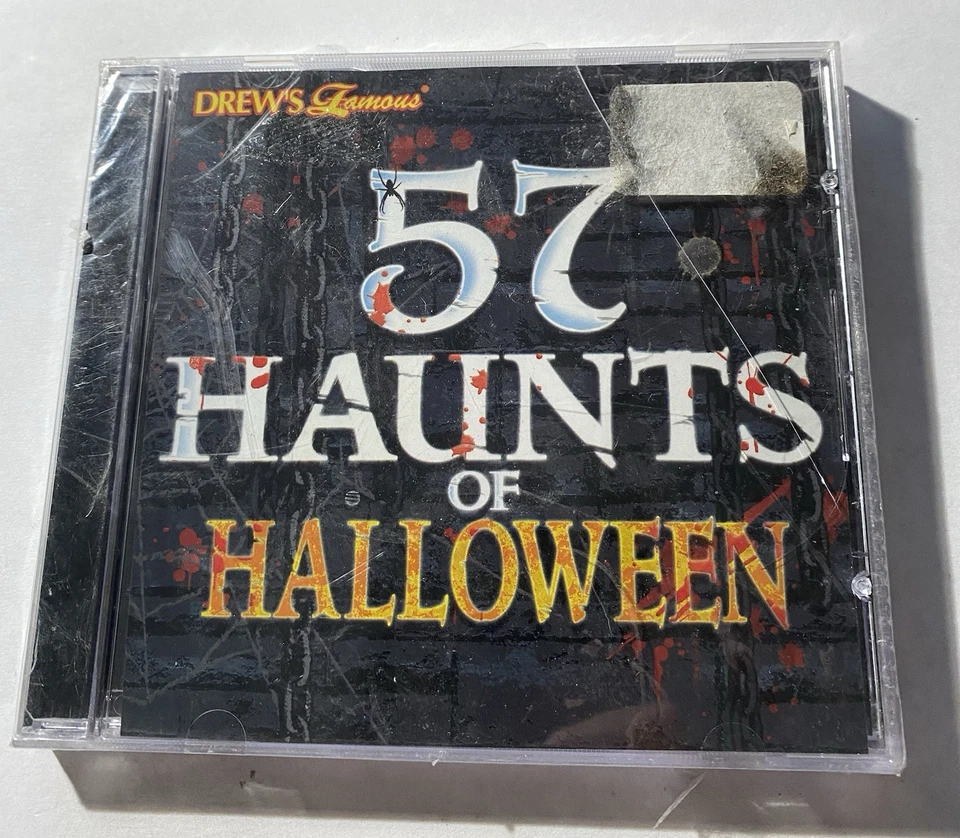 DREW'S Famous
57
HAUNTS
OF
HALLOWEEN